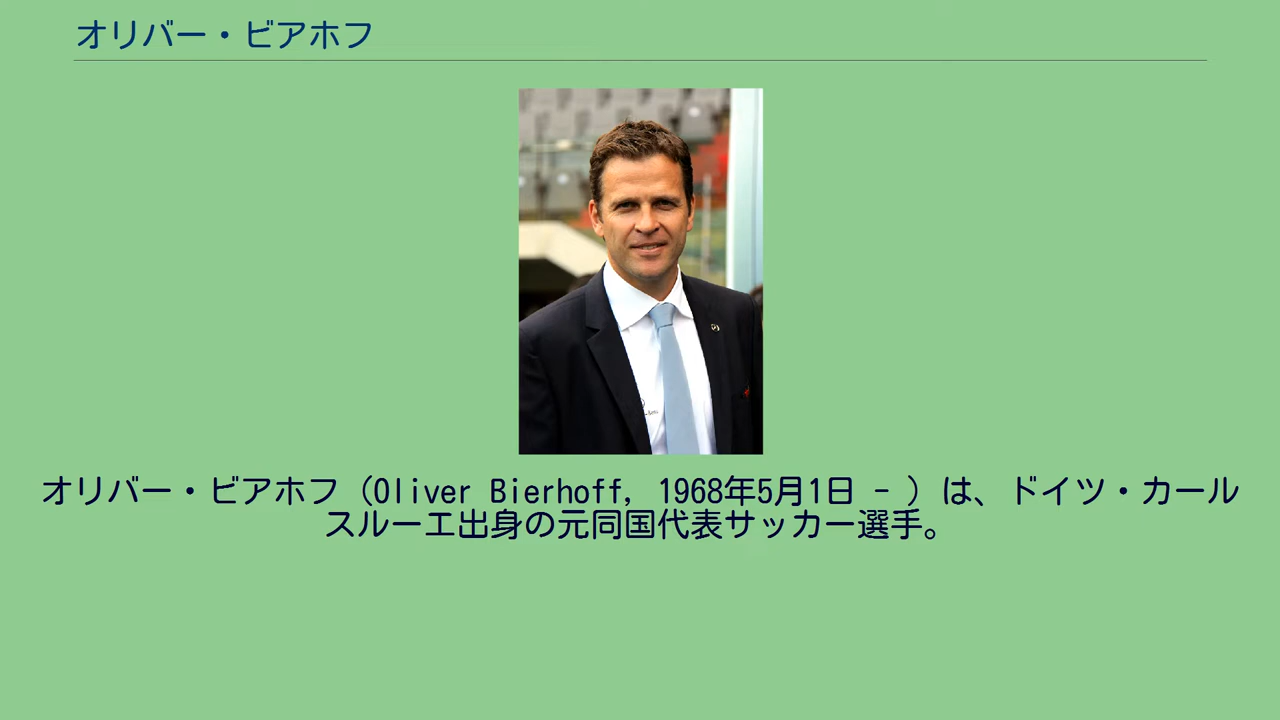 オリバー・ビアホフ
オリバー・ビアホフ（Oliver Bierhoff, 1968年5月1日 - ）は、ドイツ・カール
スルーエ出身の元同国代表サッカー選手。